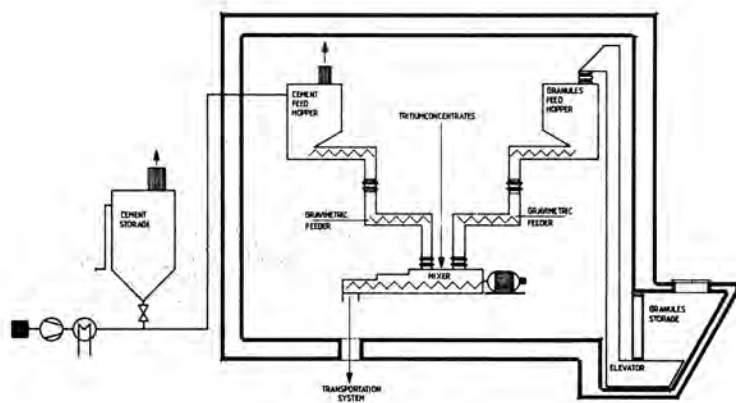 CEMENT
FEED
HOPPER
GRANULES
FEED
HOPPER
TRITIUMCONCENTRATES
CEMENT
STORAGE
GRAVIMETRIC
FEEDER
GRAVIMETRIC
FEEDER
MIXER
GRANULES
STORAGE
ELEVATOR
TRANSPORTATION
SYSTEM